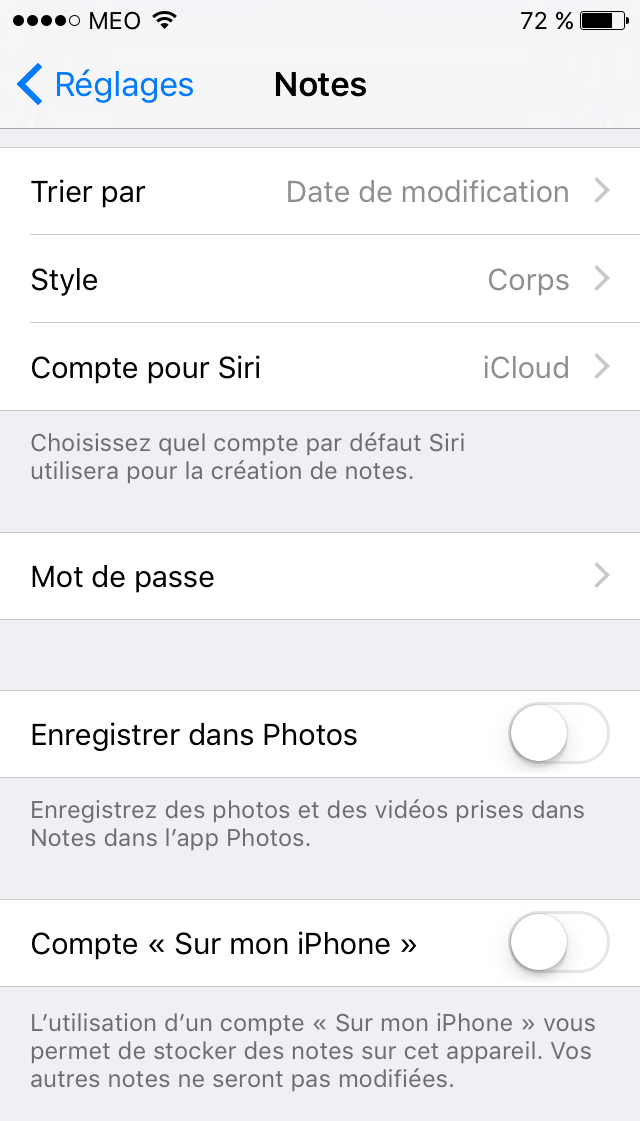 MEO 72 %
Réglages Notes
Trier par Date de modification
Style Corps
Compte pour Siri iCloud
Choisissez quel compte par défaut Siri
utilisera pour la création de notes.
Mot de passe
Enregistrer dans Photos
Enregistrez des photos et des vidéos prises dans
Notes dans l’app Photos.
Compte « Sur mon iPhone »
L’utilisation d’un compte « Sur mon iPhone » vous
permet de stocker des notes sur cet appareil. Vos
autres notes ne seront pas modifiées.